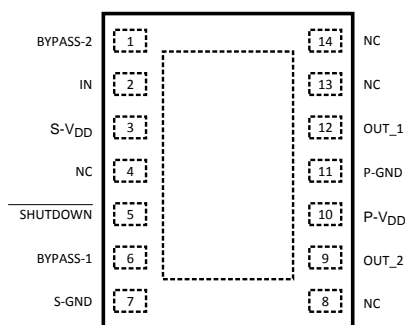 BYPASS-2 1 14 NC
IN 2 13 NC
S-VDD 3 12 OUT_1
NC 4 11 P-GND
SHUTDOWN 5 10 P-VDD
BYPASS-1 6 9 OUT_2
S-GND 7 8 NC